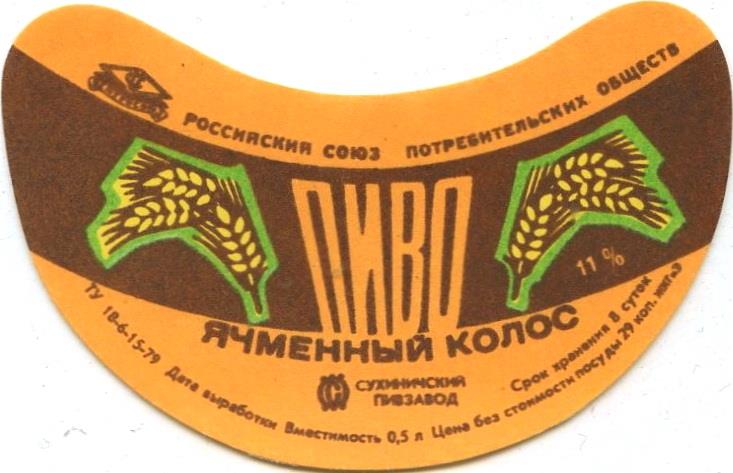 РОССИЙСКИЙ СОЮЗ ПОТРЕБИТЕЛЬСКИХ ОБЩЕСТВ
ПИВО
11 %
ЯЧМЕННЫЙ КОЛОС
СУХИНИЧСКИЙ
ПИВЗАВОД
Срок хранения 8 суток
ТУ 18-6-15-79 Дата выработки Вместимость 0,5 л Цена без стоимости посуды 29 коп.